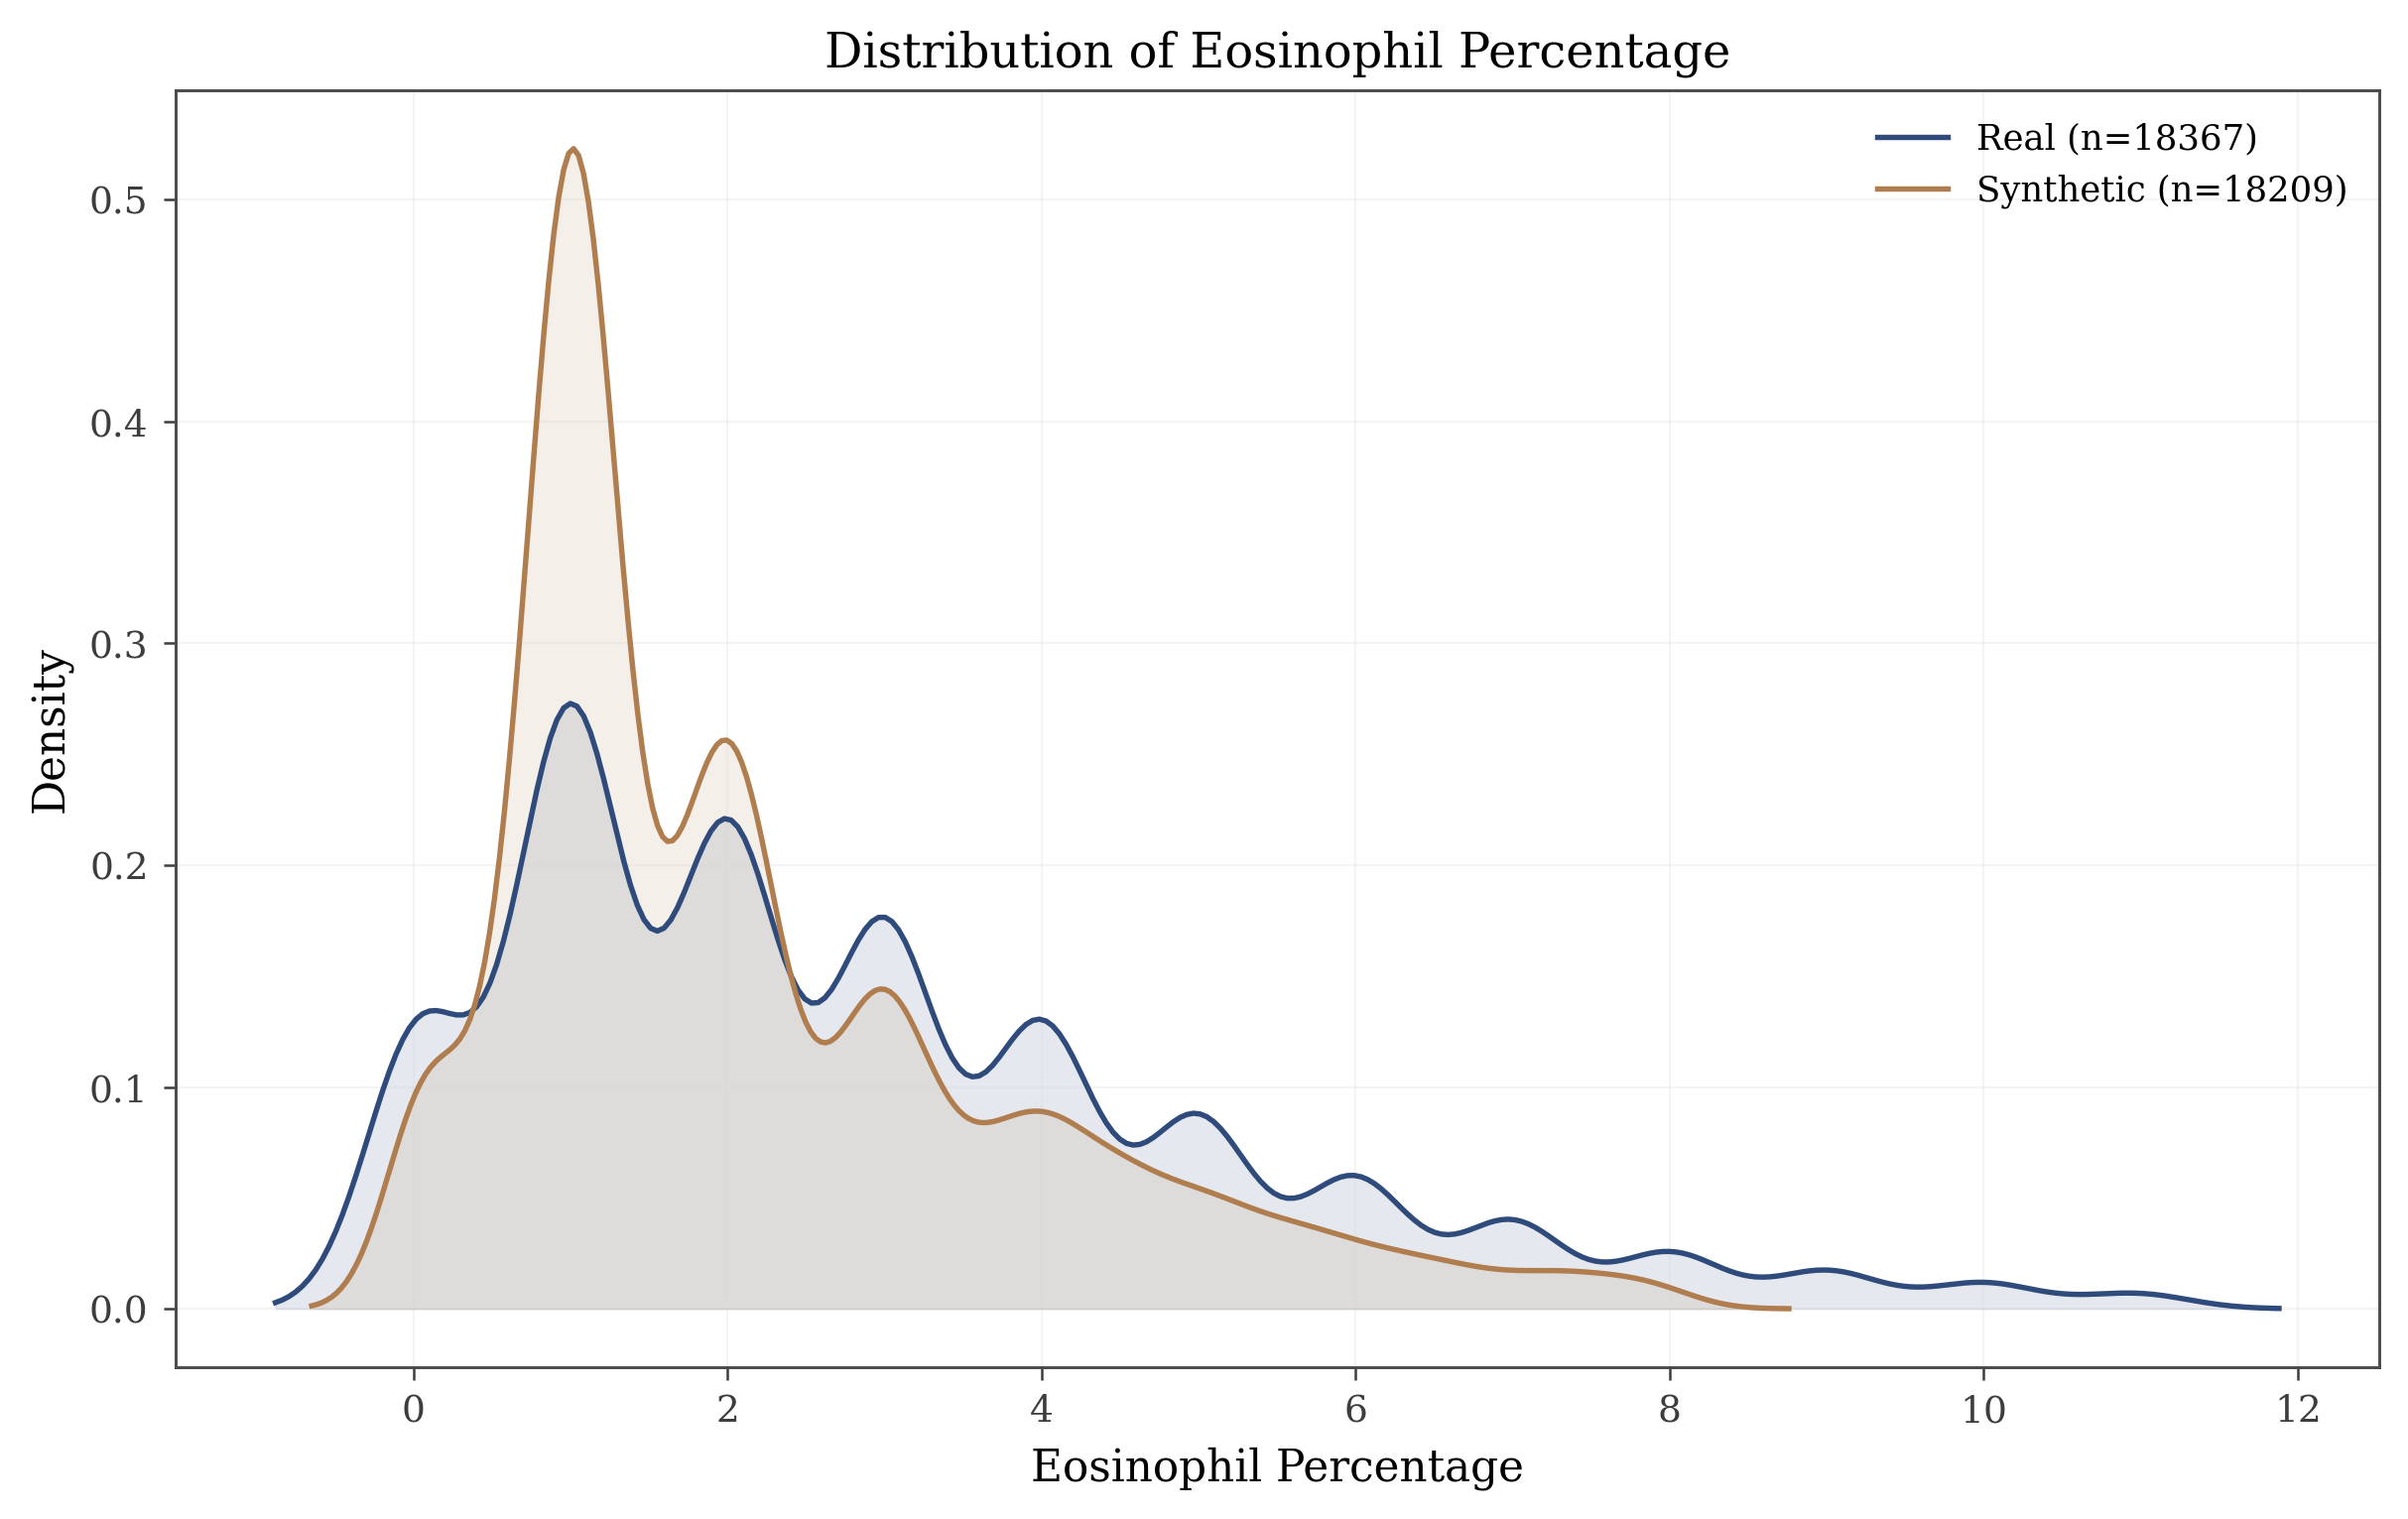 Distribution of Eosinophil Percentage
Real (n=18367)
Synthetic (n=18209)
Density
0.5
0.4
0.3
0.2
0.1
0.0
0 2 4 6 8 10 12
Eosinophil Percentage